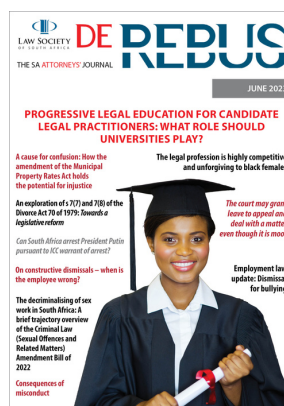 LAW SOCIETY
OF SOUTH AFRICA
DE REBUS
THE SA ATTORNEYS' JOURNAL
JUNE 202
PROGRESSIVE LEGAL EDUCATION FOR CANDIDATE
LEGAL PRACTITIONERS: WHAT ROLE SHOULD
UNIVERSITIES PLAY?
A cause for confusion: How the
amendment of the Municipal
Property Rates Act holds
the potential for injustice
An exploration of s 7(7) and 7(8) of the
Divorce Act 70 of 1979: Towards a
legislative reform
Can South Africa arrest President Putin
pursuant to ICC warrant of arrest?
On constructive dismissals – when is
the employee wrong?
The decriminalising of sex
work in South Africa: A
brief trajectory overview
of the Criminal Law
(Sexual Offences and
Related Matters)
Amendment Bill of
2022
Consequences of
misconduct
The legal profession is highly competitive
and unforgiving to black female
The court may gran
leave to appeal an
deal with a matte
even though it is moo
Employment law
update: Dismissa
for bullying